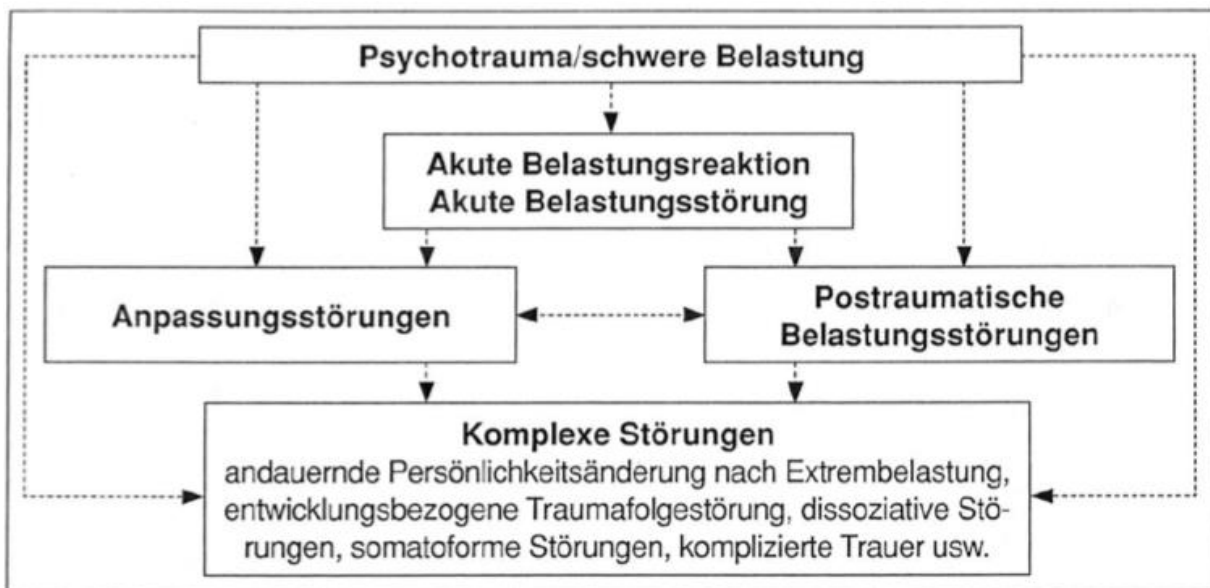 Psychotrauma/schwere Belastung
Akute Belastungsreaktion
Akute Belastungsstörung
Anpassungsstörungen
Postraumatische
Belastungsstörungen
Komplexe Störungen
andauernde Persönlichkeitsänderung nach Extrembelastung,
entwicklungsbezogene Traumafolgestörung, dissoziative Stö-
rungen, somatoforme Störungen, komplizierte Trauer usw.